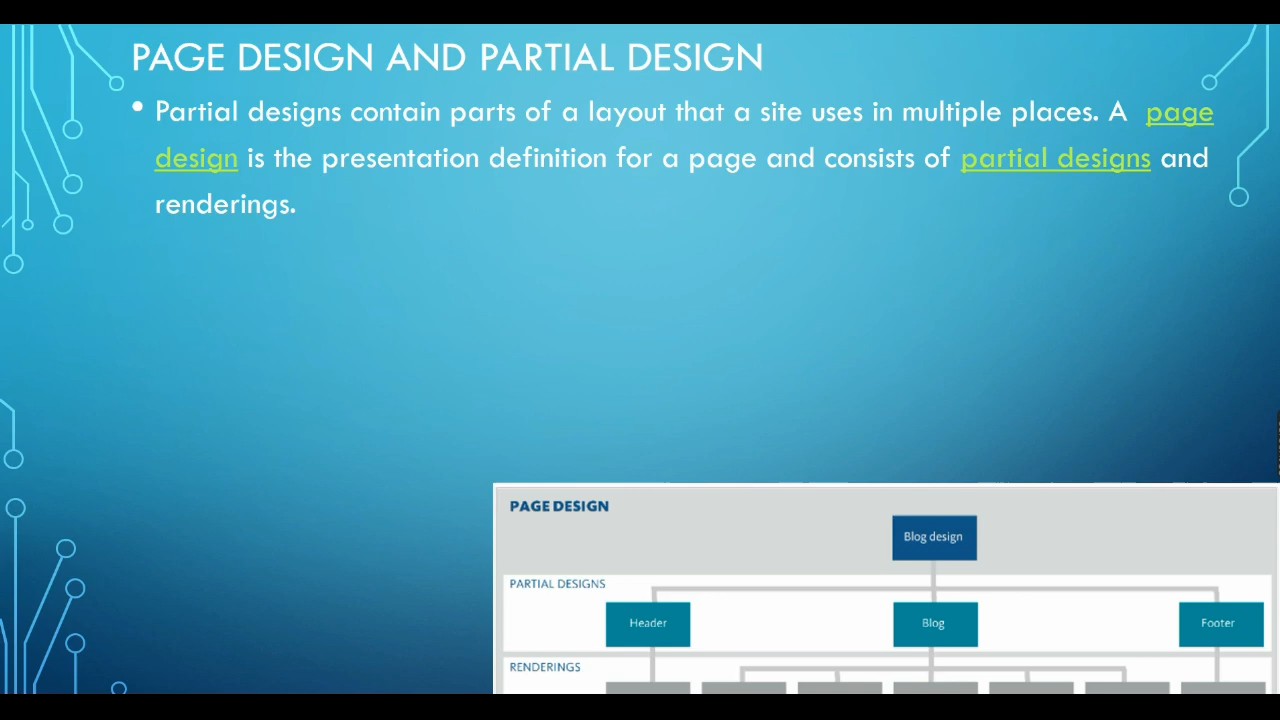 PAGE DESIGN AND PARTIAL DESIGN
• Partial designs contain parts of a layout that a site uses in multiple places. A page
design is the presentation definition for a page and consists of partial designs and
renderings.
PAGE DESIGN
Blog design
PARTIAL DESIGNS
Header Blog Footer
RENDERINGS